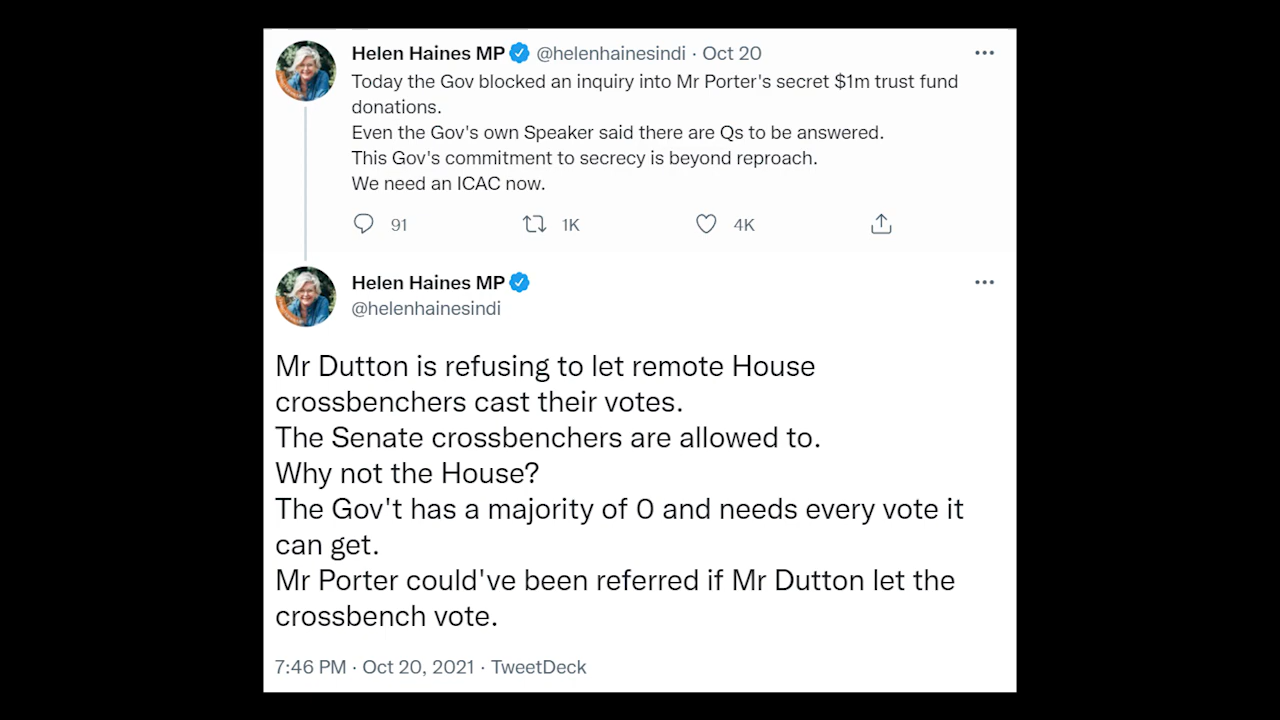 Helen Haines MP @helenhainesindi · Oct 20
Today the Gov blocked an inquiry into Mr Porter's secret $1m trust fund
donations.
Even the Gov's own Speaker said there are Qs to be answered.
This Gov's commitment to secrecy is beyond reproach.
We need an ICAC now.
91 1K 4K
Helen Haines MP
@helenhainesindi
Mr Dutton is refusing to let remote House
crossbenchers cast their votes.
The Senate crossbenchers are allowed to.
Why not the House?
The Gov't has a majority of 0 and needs every vote it
can get.
Mr Porter could've been referred if Mr Dutton let the
crossbench vote.
7:46 PM · Oct 20, 2021 · TweetDeck